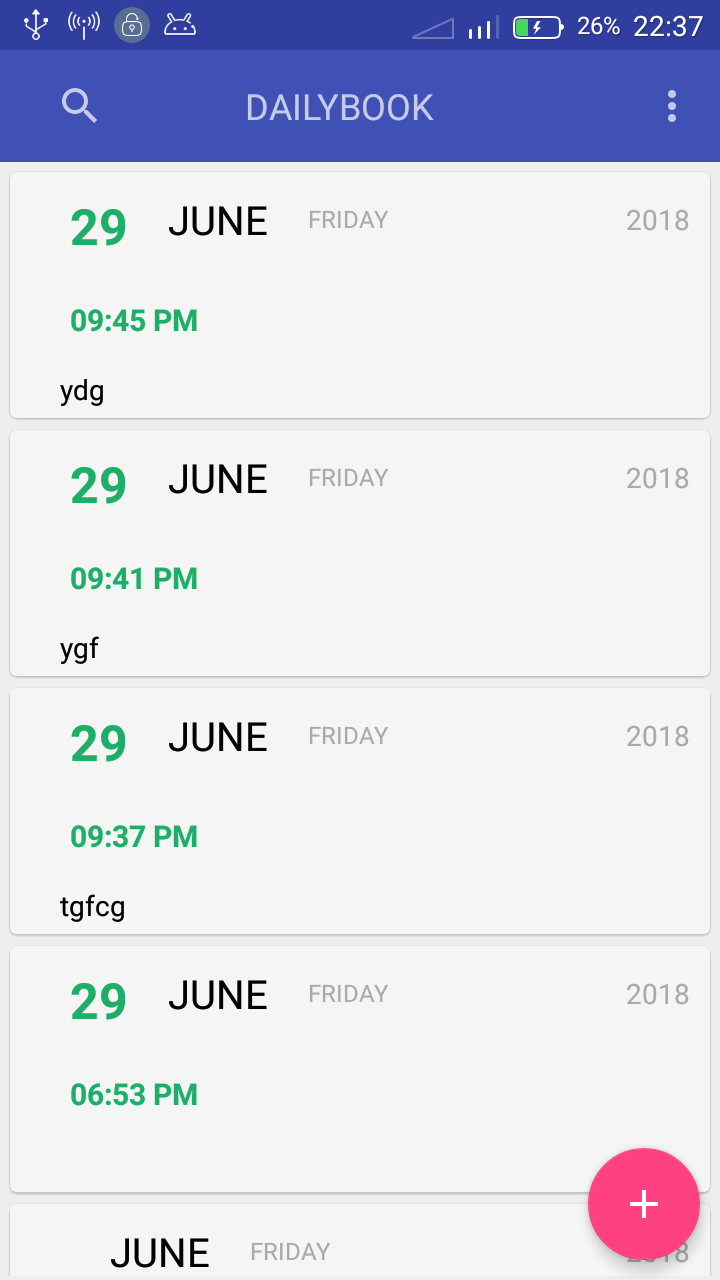 26% 22:37
DAILYBOOK
29 JUNE FRIDAY 2018
09:45 PM
ydg
29 JUNE FRIDAY 2018
09:41 PM
ygf
29 JUNE FRIDAY 2018
09:37 PM
tgfcg
29 JUNE FRIDAY 2018
06:53 PM
JUNE FRIDAY 2018